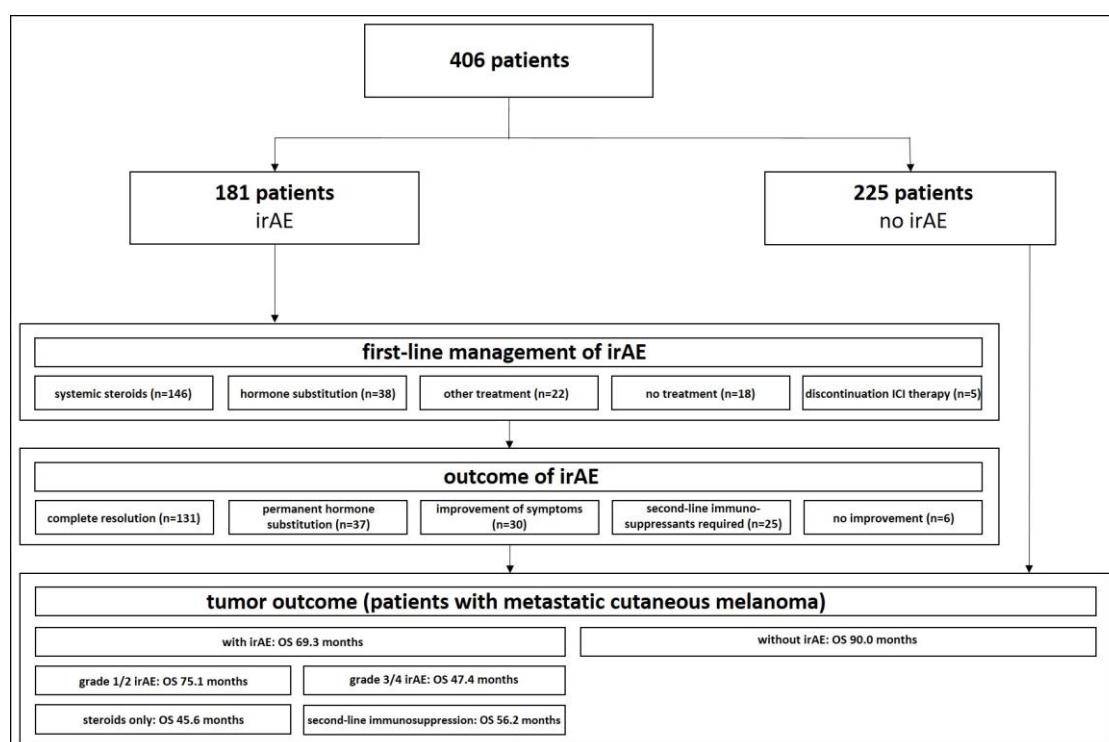 406 patients
181 patients
irAE
225 patients
no irAE
first-line management of irAE
systemic steroids (n=146)
hormone substitution (n=38)
other treatment (n=22)
no treatment (n=18)
discontinuation ICI therapy (n=5)
outcome of irAE
complete resolution (n=131)
permanent hormone
substitution (n=37)
improvement of symptoms
(n=30)
second-line immuno-
suppressants required (n=25)
no improvement (n=6)
tumor outcome (patients with metastatic cutaneous melanoma)
with irAE: OS 69.3 months
without irAE: OS 90.0 months
grade 1/2 irAE: OS 75.1 months
grade 3/4 irAE: OS 47.4 months
steroids only: OS 45.6 months
second-line immunosuppression: OS 56.2 months